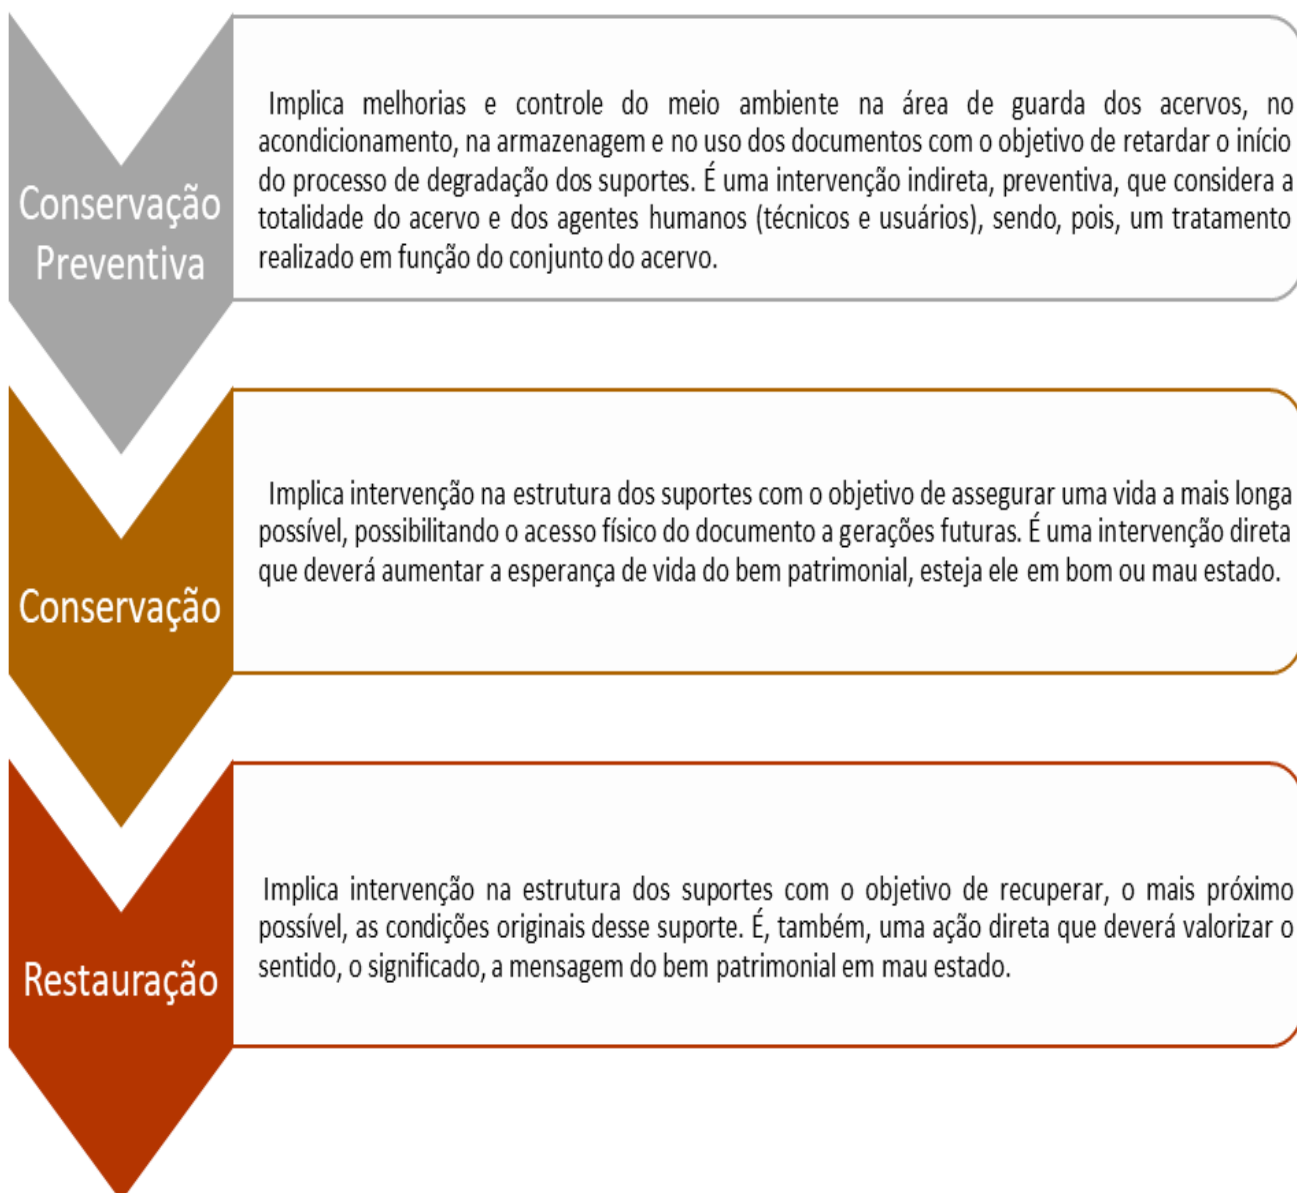 Conservação
Preventiva
Implica melhorias e controle do meio ambiente na área de guarda dos acervos, no
acondicionamento, na armazenagem e no uso dos documentos com o objetivo de retardar o início
do processo de degradação dos suportes. É uma intervenção indireta, preventiva, que considera a
totalidade do acervo e dos agentes humanos (técnicos e usuários), sendo, pois, um tratamento
realizado em função do conjunto do acervo.
Conservação
Implica intervenção na estrutura dos suportes com o objetivo de assegurar uma vida a mais longa
possível, possibilitando o acesso físico do documento a gerações futuras. É uma intervenção direta
que deverá aumentar a esperança de vida do bem patrimonial, esteja ele em bom ou mau estado.
Restauração
Implica intervenção na estrutura dos suportes com o objetivo de recuperar, o mais próximo
possível, as condições originais desse suporte. É, também, uma ação direta que deverá valorizar o
sentido, o significado, a mensagem do bem patrimonial em mau estado.